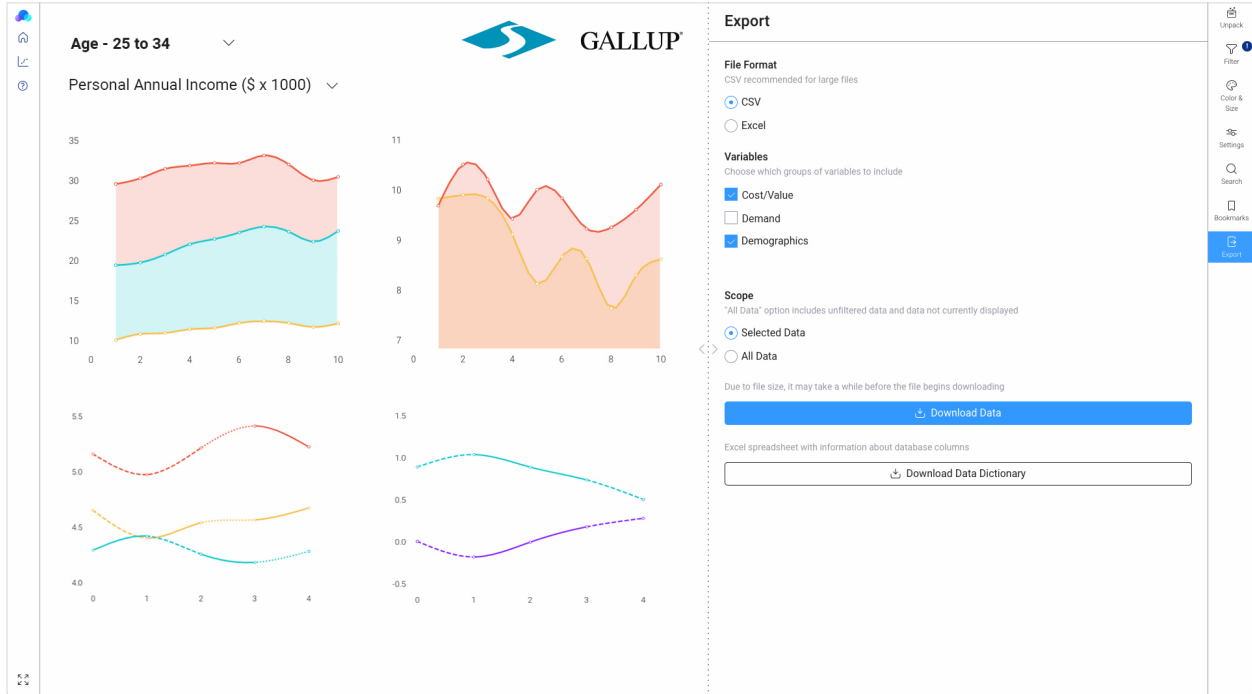 Age - 25 to 34
GALLUP®
Personal Annual Income ($ x 1000)
35
30
25
20
15
10
0 2 4 6 8 10
11
10
9
8
7
0 2 4 6 8 10
5.5
5.0
4.5
4.0
0 1 2 3 4
1.5
1.0
0.5
0.0
-0.5
0 1 2 3 4
Export
File Format
CSV recommended for large files
CSV
Excel
Variables
Choose which groups of variables to include
Cost/Value
Demand
Demographics
Scope
"All Data" option includes unfiltered data and data not currently displayed
Selected Data
All Data
Due to file size, it may take a while before the file begins downloading
Download Data
Excel spreadsheet with information about database columns
Download Data Dictionary
Unpack
Filter
Color &
Size
Settings
Search
Bookmarks
Export